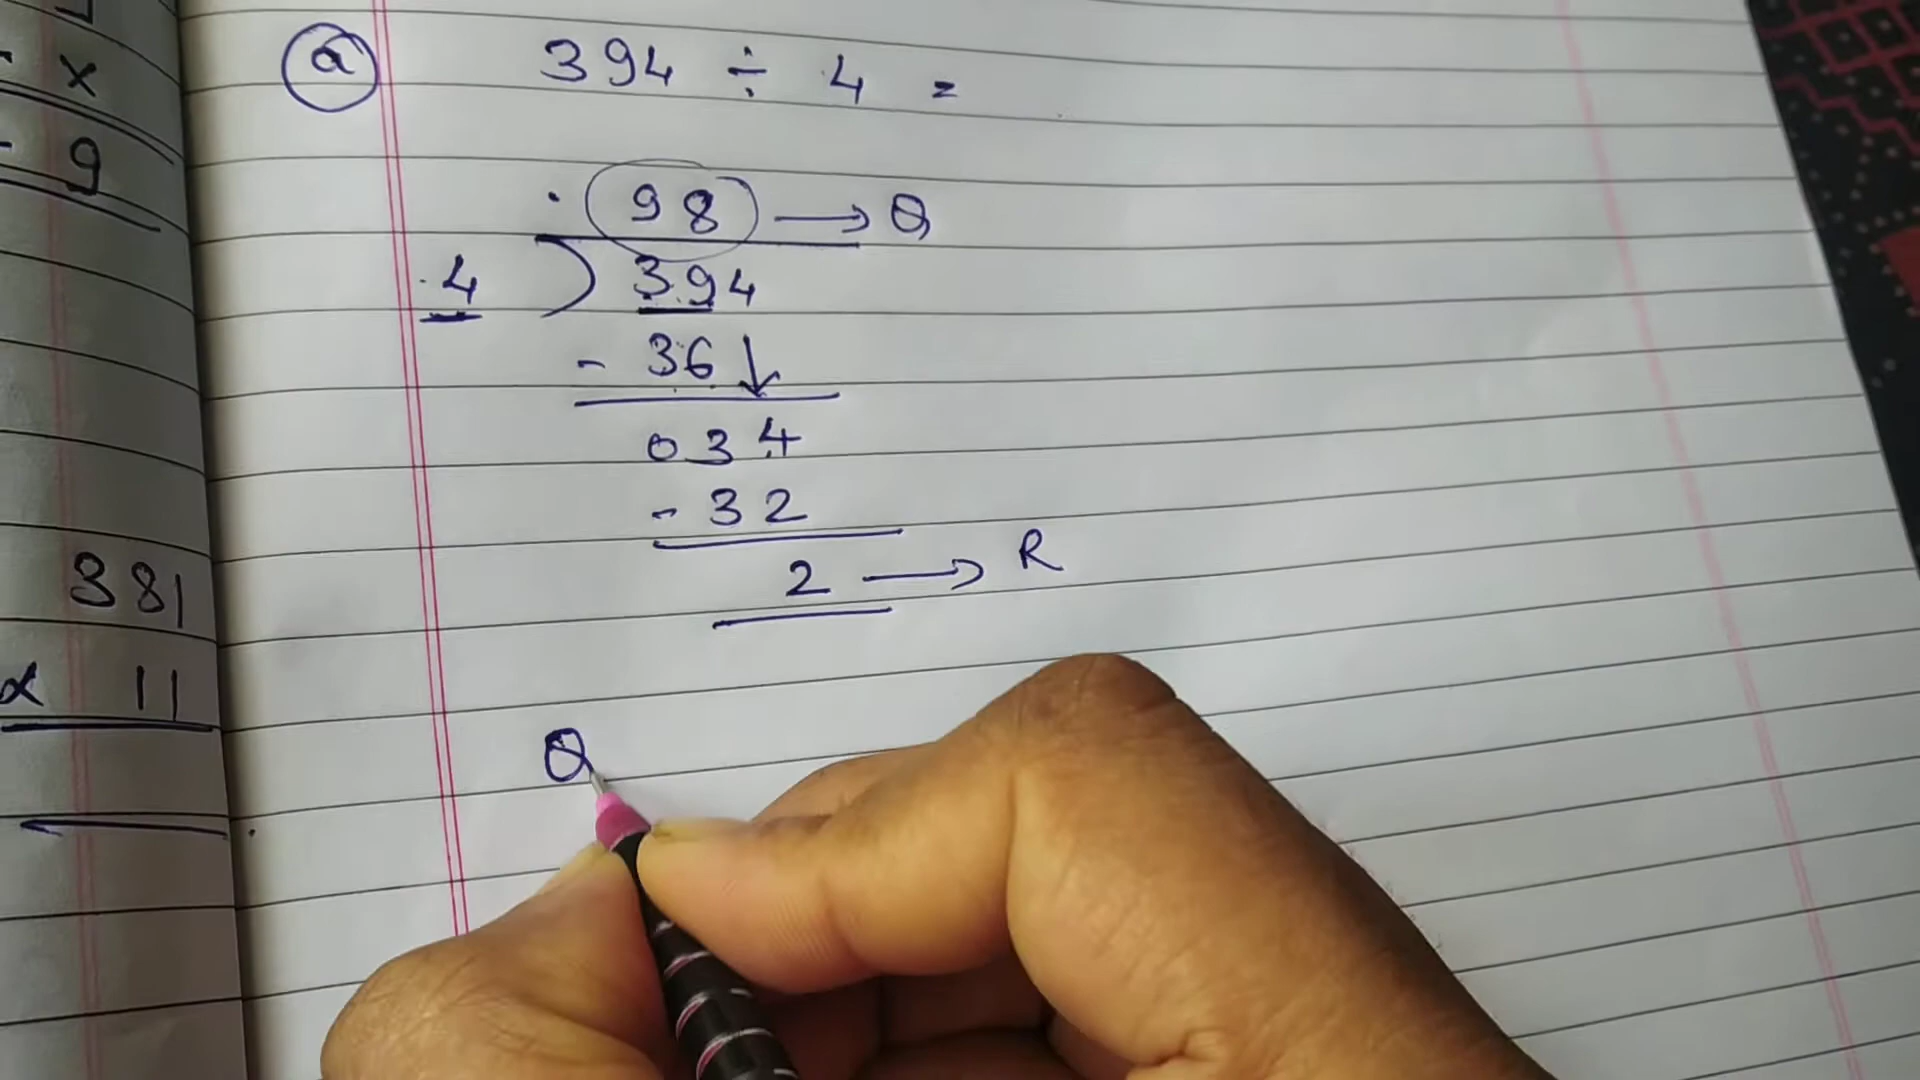 x
- 9
381
x 11
(a) 394 ÷ 4 =
98 → Q
4 ) 394
- 36 ↓
034
- 32
2 → R
Q